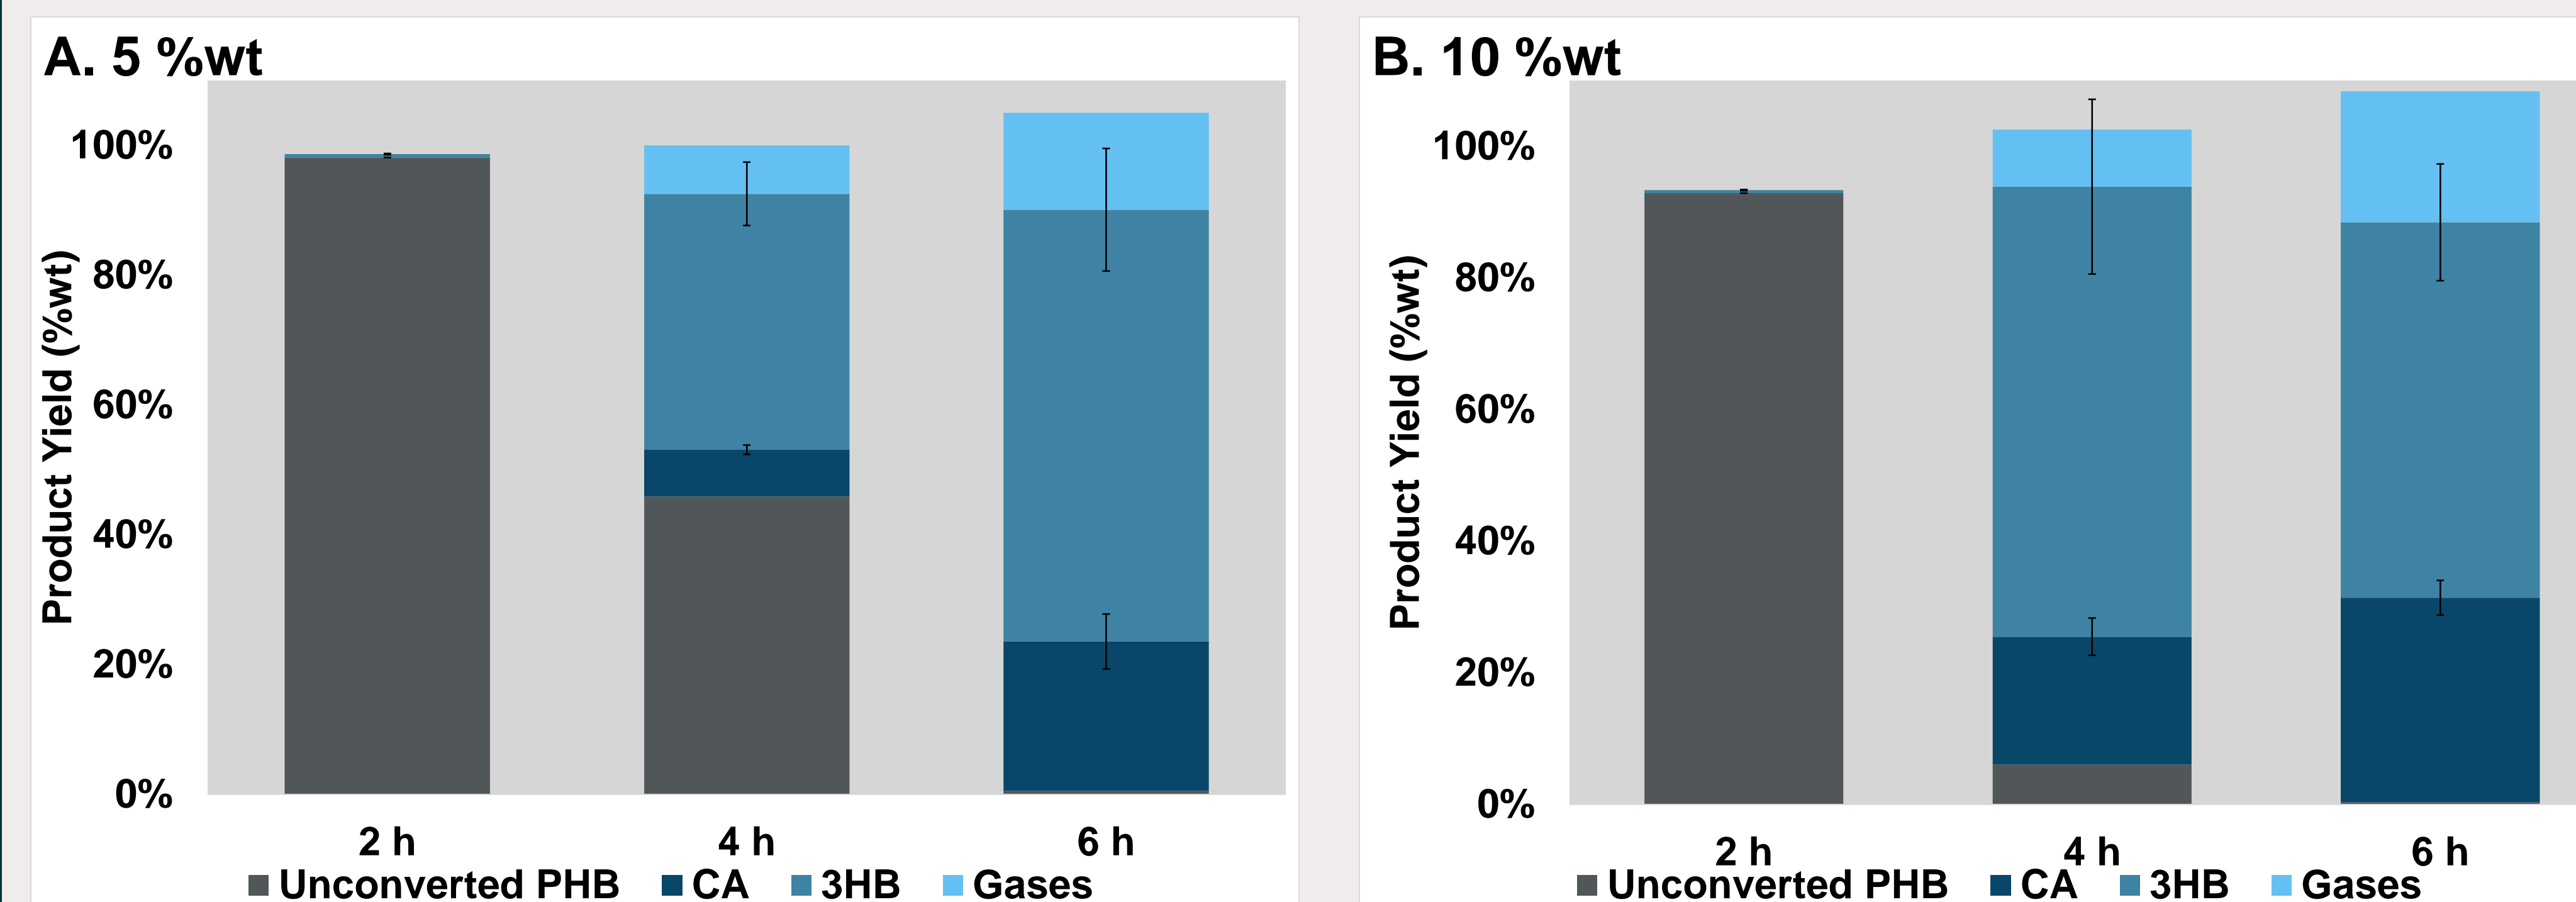 A. 5 %wt
Product Yield (%wt)
100%
80%
60%
40%
20%
0%
2 h 4 h 6 h
Unconverted PHB CA 3HB Gases
B. 10 %wt
Product Yield (%wt)
100%
80%
60%
40%
20%
0%
2 h 4 h 6 h
Unconverted PHB CA 3HB Gases